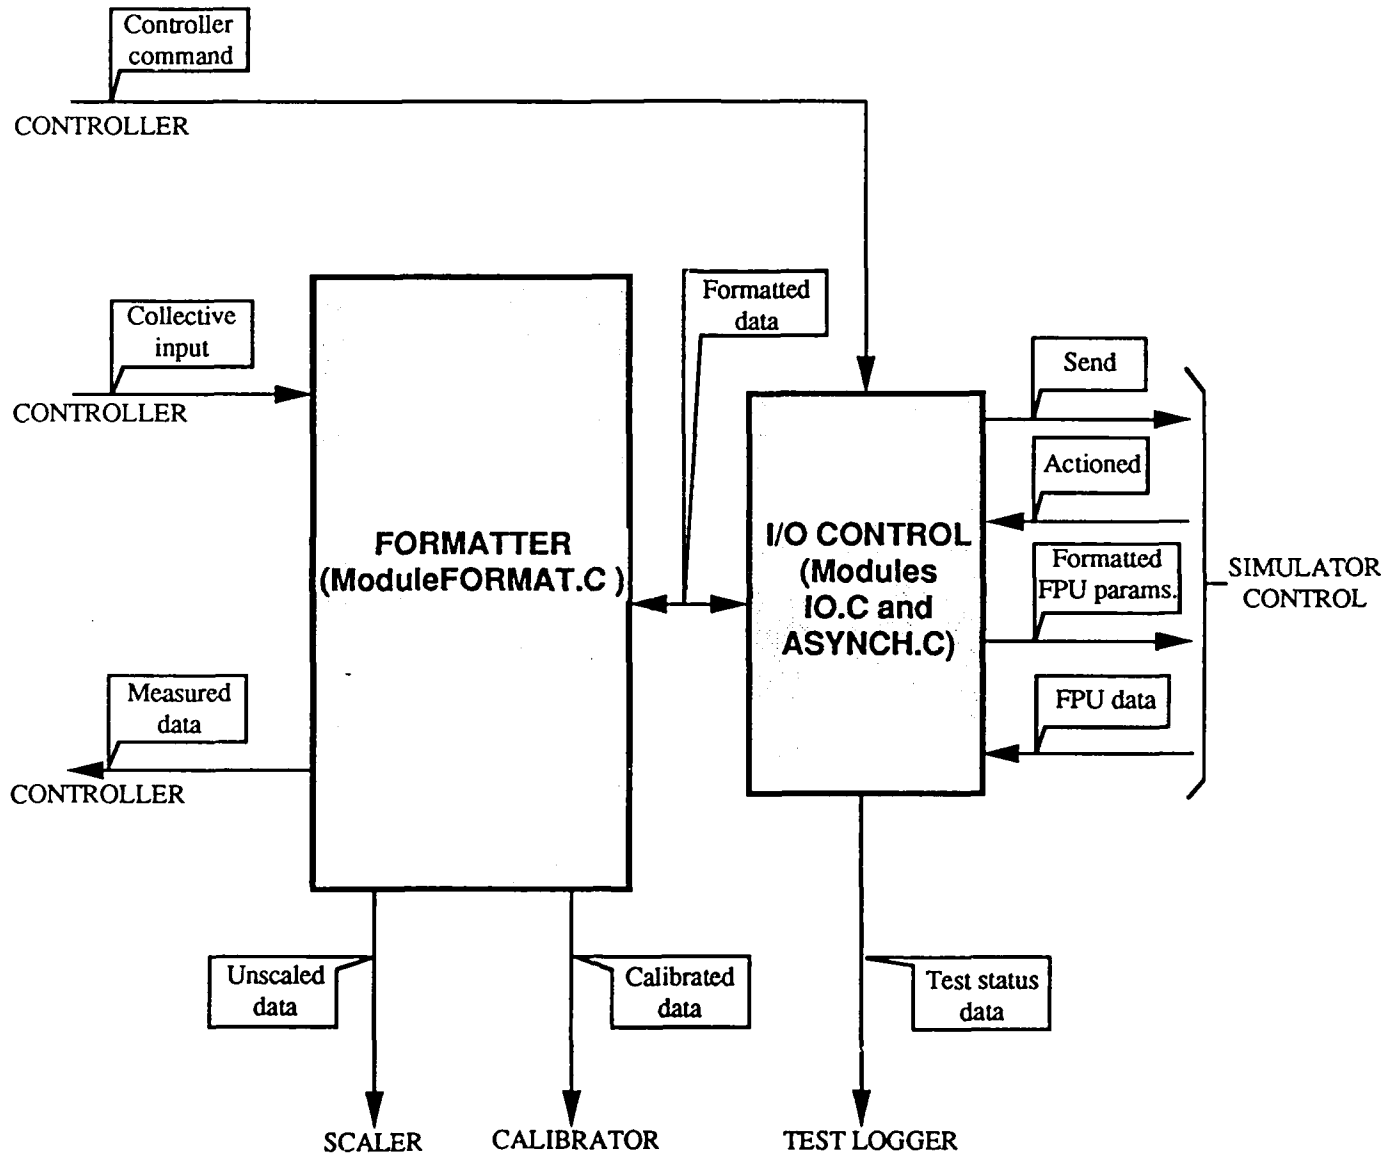 Controller
command
CONTROLLER
Formatted
data
Collective
input
CONTROLLER
Send
Actioned
FORMATTER
(ModuleFORMAT.C )
I/O CONTROL
(Modules
IO.C and
ASYNCH.C)
Formatted
FPU params.
SIMULATOR
CONTROL
Measured
data
CONTROLLER
FPU data
Unscaled
data
Calibrated
data
Test status
data
SCALER
CALIBRATOR
TEST LOGGER